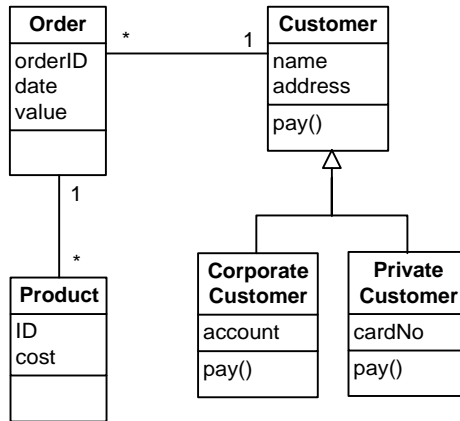 Order
orderID
date
value
*
1
Customer
name
address
pay()
1
*
Product
ID
cost
Corporate
Customer
account
pay()
Private
Customer
cardNo
pay()